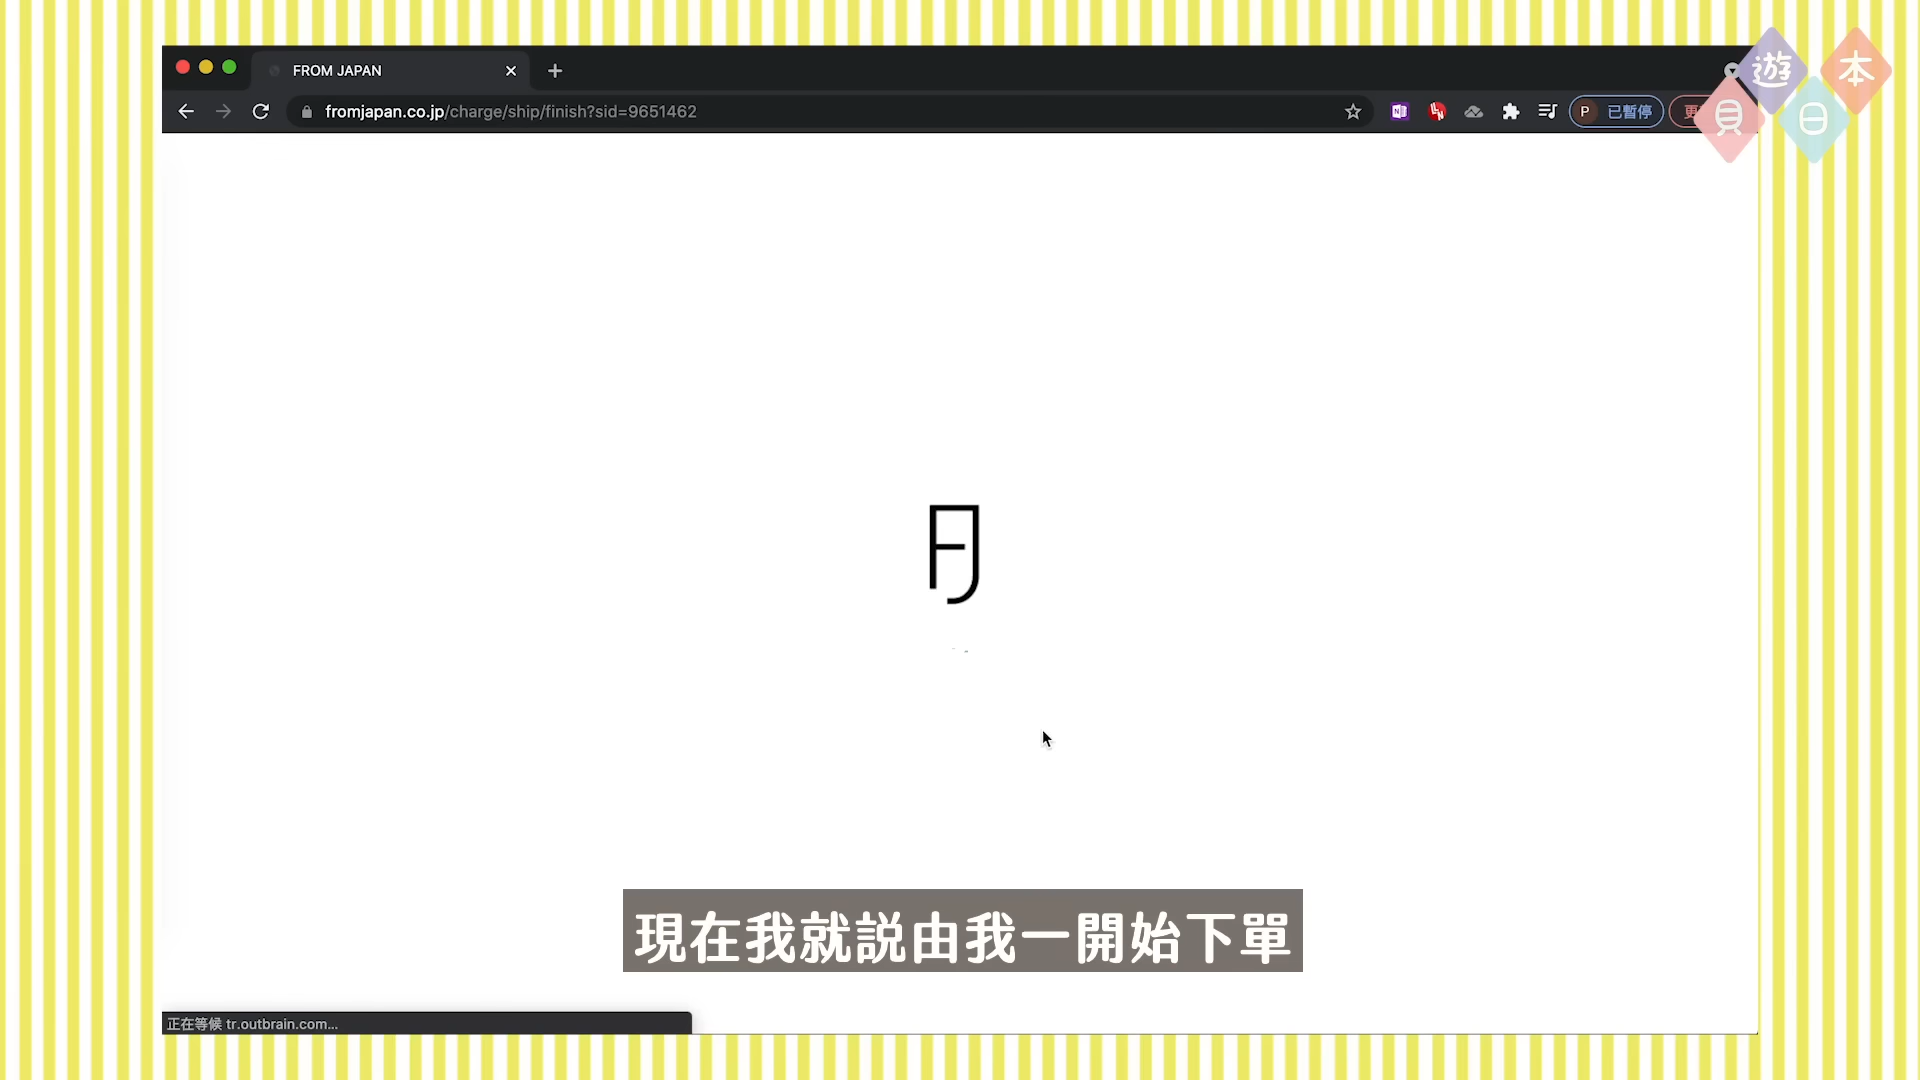 FROM JAPAN
fromjapan.co.jp/charge/ship/finish?sid=9651462
P 已暫停
遊 本
貝 日
現在我就説由我一開始下單
正在等候 tr.outbrain.com...